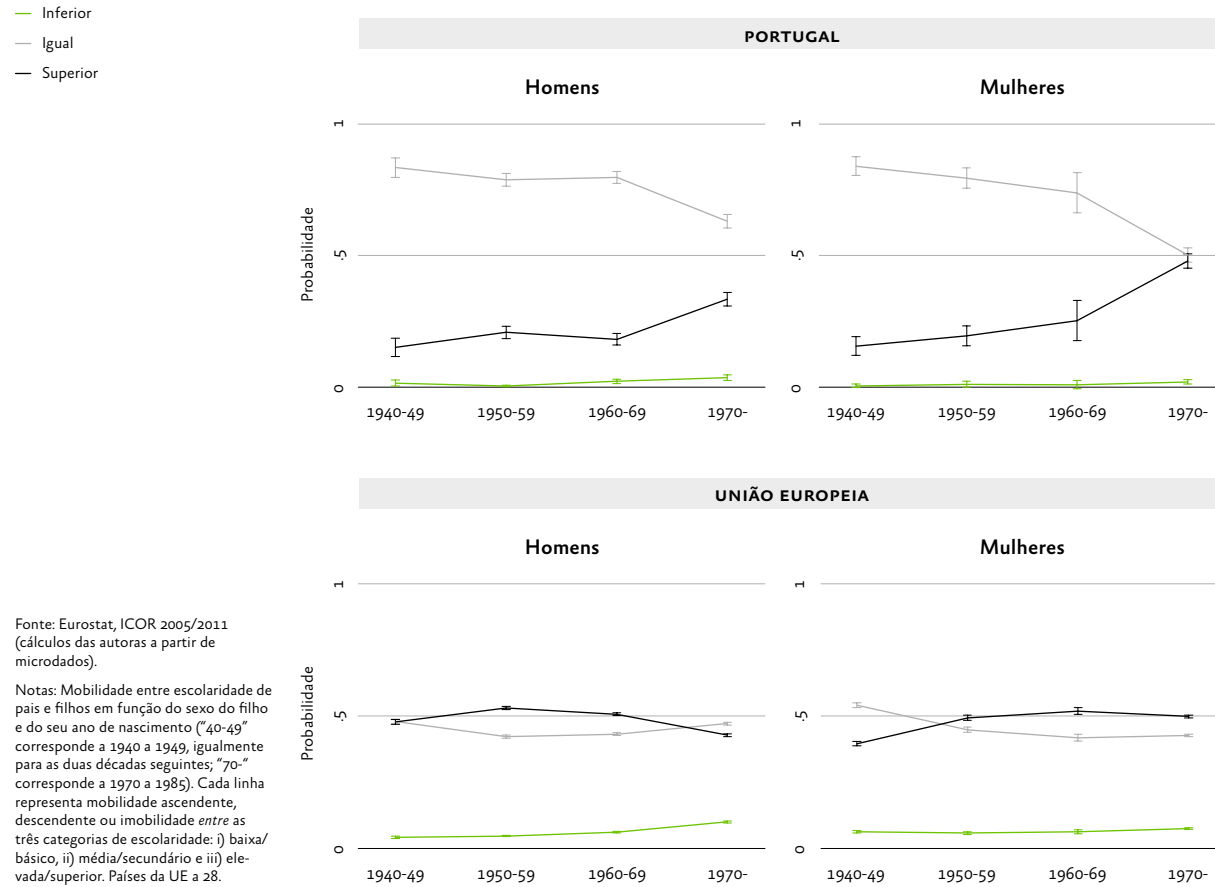 Inferior
Igual
Superior
PORTUGAL
Homens
Mulheres
Probabilidade
1
.5
0
1940-49 1950-59 1960-69 1970-
1
.5
0
1940-49 1950-59 1960-69 1970-
UNIÃO EUROPEIA
Homens
Mulheres
Probabilidade
1
.5
0
1940-49 1950-59 1960-69 1970-
1
.5
0
1940-49 1950-59 1960-69 1970-
Fonte: Eurostat, ICOR 2005/2011
(cálculos das autoras a partir de
microdados).
Notas: Mobilidade entre escolaridade de
pais e filhos em função do sexo do filho
e do seu ano de nascimento (“40-49”
corresponde a 1940 a 1949, igualmente
para as duas décadas seguintes; “70-“
corresponde a 1970 a 1985). Cada linha
representa mobilidade ascendente,
descendente ou imobilidade entre as
três categorias de escolaridade: i) baixa/
básico, ii) média/secundário e iii) ele-
vada/superior. Países da UE a 28.